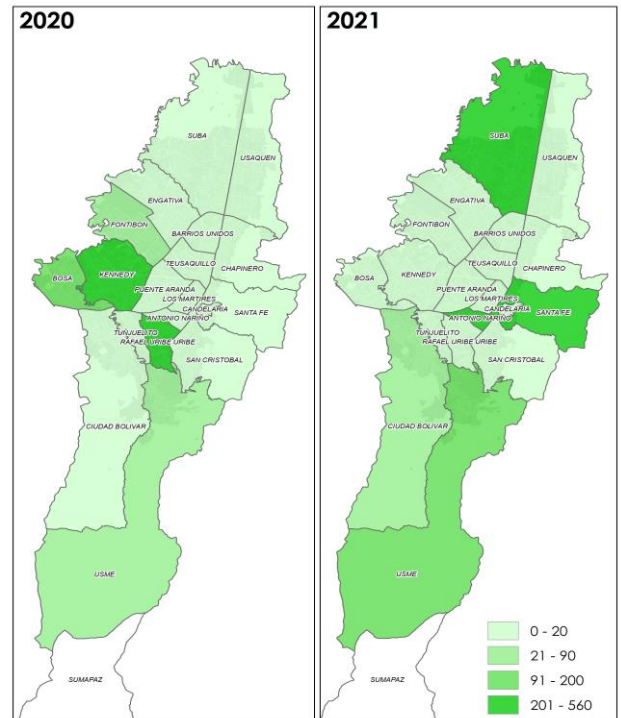 2020
SUBA
USAQUEN
ENGATIVA
FONTIBON
BARRIOS UNIDOS
TEUSAQUILLO
CHAPINERO
BOSA
KENNEDY
PUENTE ARANDA
LOS MARTIRES
CANDELARIA
SANTA FE
ANTONIO NARIÑO
TUNJUELITO
RAFAEL URIBE URIBE
SAN CRISTOBAL
CIUDAD BOLIVAR
USME
SUMAPAZ
2021
SUBA
USAQUEN
ENGATIVA
FONTIBON
BARRIOS UNIDOS
TEUSAQUILLO
CHAPINERO
BOSA
KENNEDY
PUENTE ARANDA
LOS MARTIRES
CANDELARIA
SANTA FE
ANTONIO NARIÑO
TUNJUELITO
RAFAEL URIBE URIBE
SAN CRISTOBAL
CIUDAD BOLIVAR
USME
SUMAPAZ
0 - 20
21 - 90
91 - 200
201 - 560